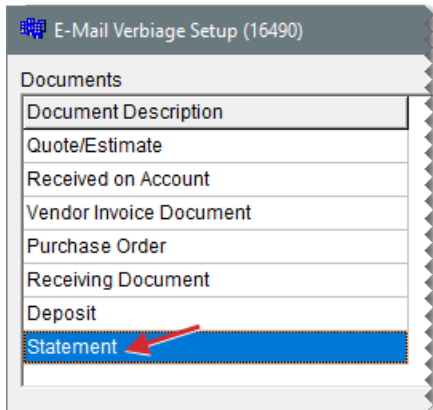 E-Mail Verbiage Setup (16490)
Documents
Document Description
Quote/Estimate
Received on Account
Vendor Invoice Document
Purchase Order
Receiving Document
Deposit
Statement